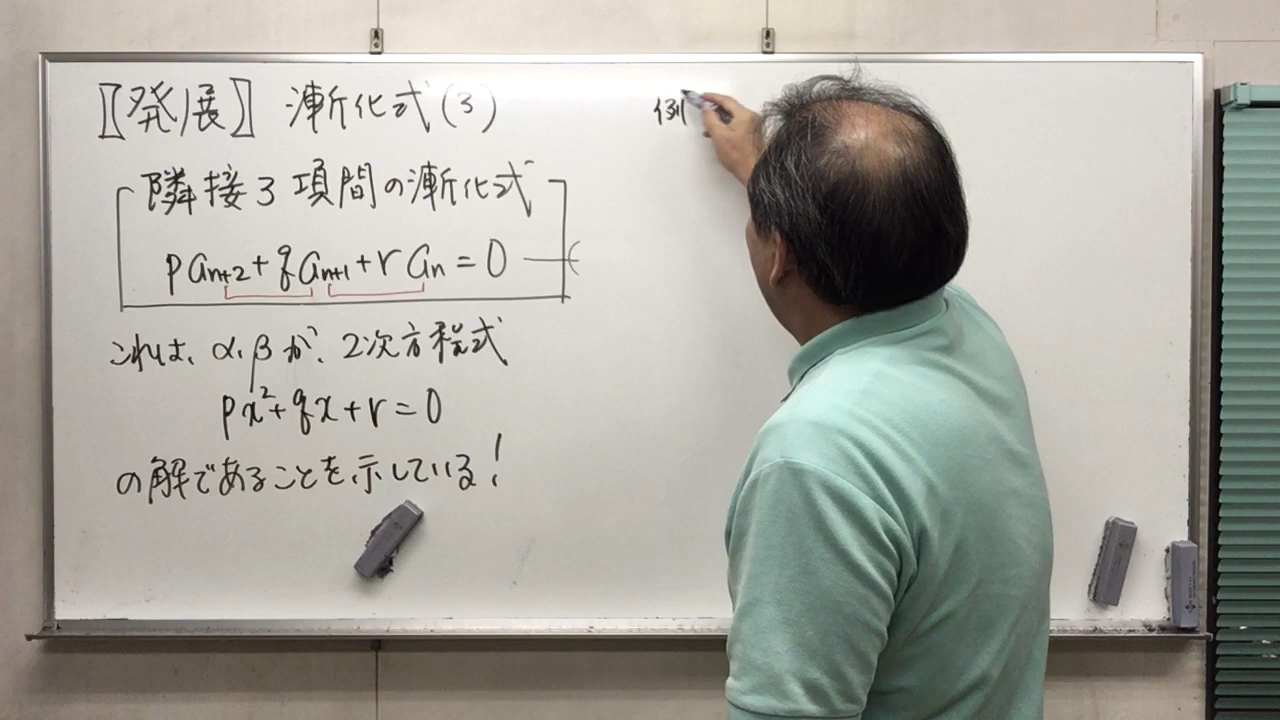 〖発展〗 漸化式(3)
隣接3項間の漸化式
pan+2+qan+1+ran=0 —(
これは、α、βが、2次方程式
px²+qx+r=0
の解であることを示している!
例